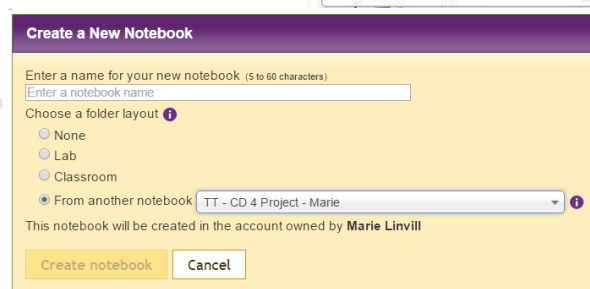 Create a New Notebook
Enter a name for your new notebook (5 to 60 characters)
Enter a notebook name
Choose a folder layout
None
Lab
Classroom
From another notebook TT - CD 4 Project - Marie
This notebook will be created in the account owned by Marie Linvill
Create notebook Cancel